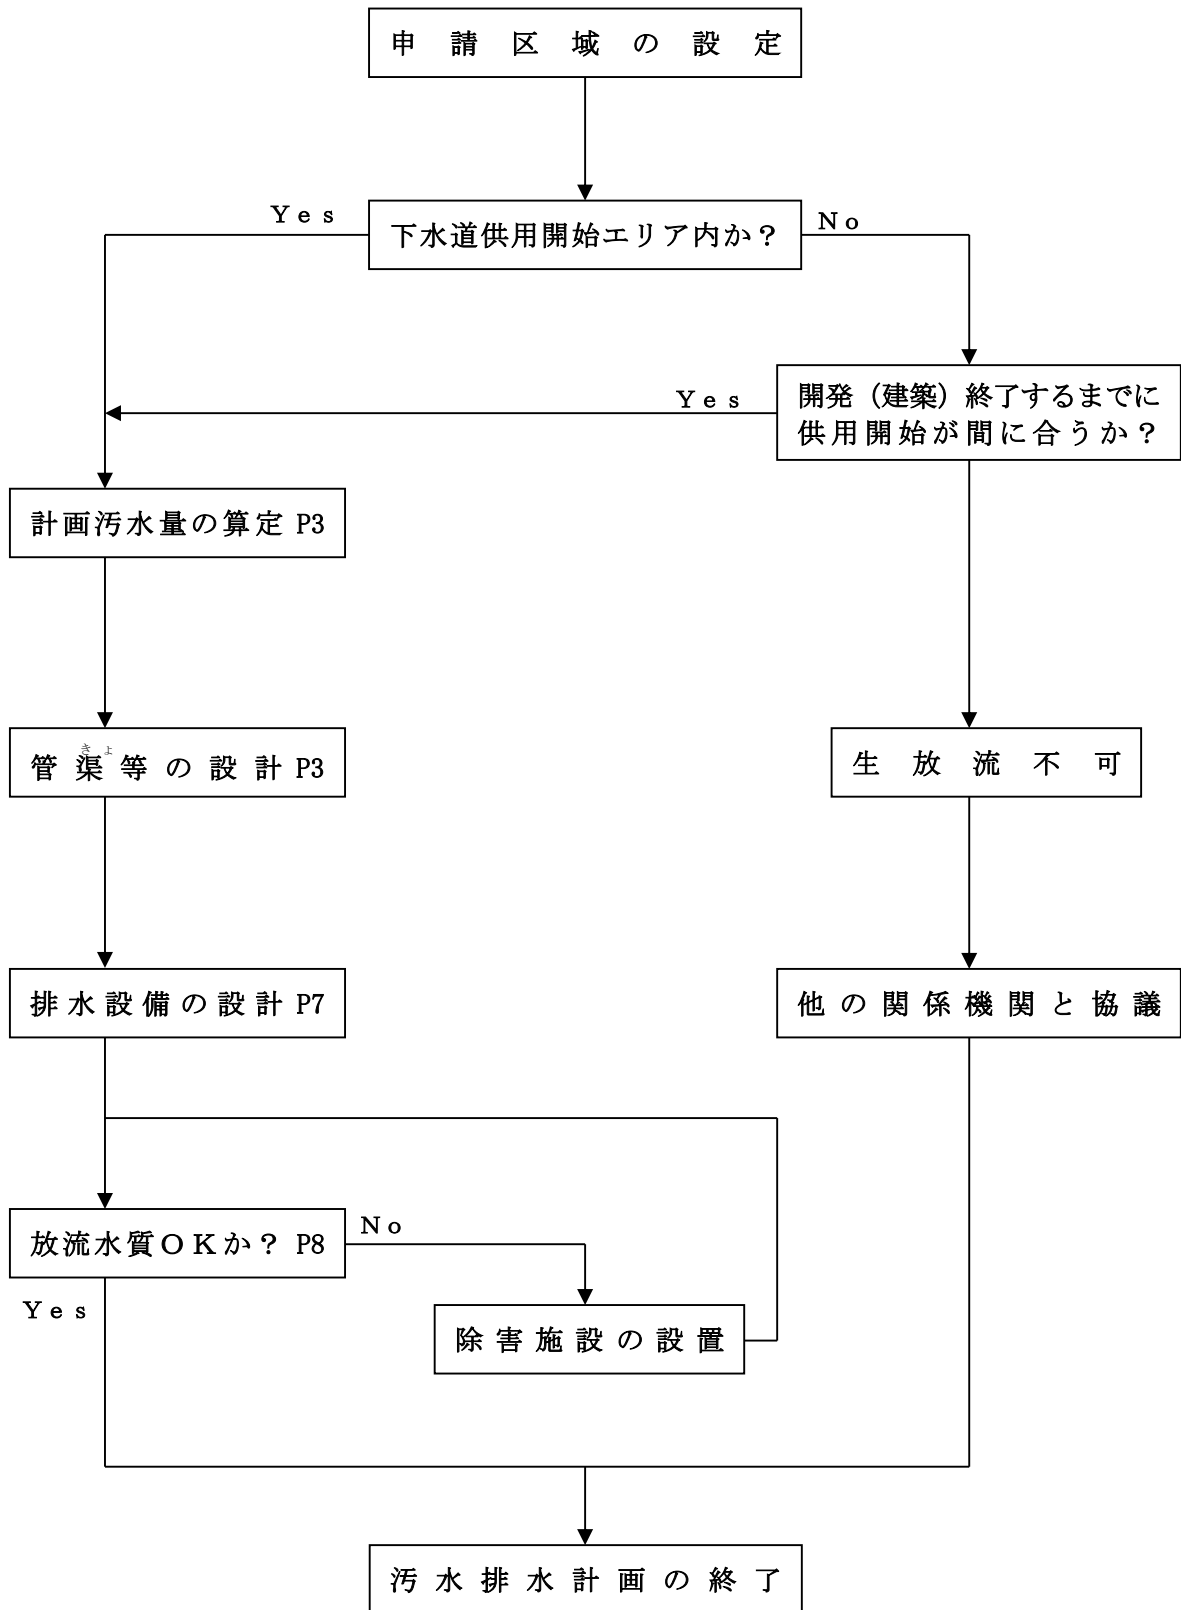 申請区域の設定
Ｙｅｓ
下水道供用開始エリア内か？
Ｎｏ
Ｙｅｓ
開発（建築）終了するまでに
供用開始が間に合うか？
計画汚水量の算定 P3
きょ
管渠等の設計 P3
生放流不可
排水設備の設計 P7
他の関係機関と協議
放流水質ＯＫか？ P8
Ｎｏ
Ｙｅｓ
除害施設の設置
汚水排水計画の終了